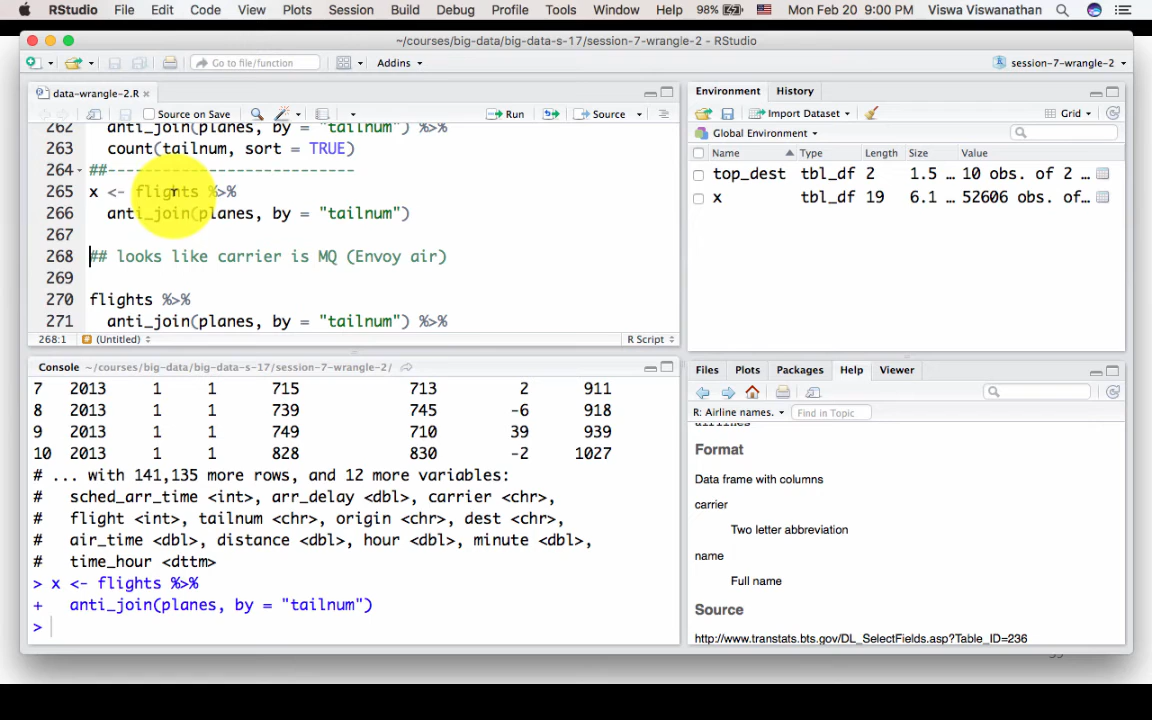 RStudio File Edit Code View Plots Session Build Debug Profile Tools Window Help 98% Mon Feb 20 9:00 PM Viswa Viswanathan
~/courses/big-data/big-data-s-17/session-7-wrangle-2 - RStudio
Go to file/function Addins session-7-wrangle-2
data-wrangle-2.R
Source on Save Run Source
262 anti_join(planes, by = "tailnum") %>%
263 count(tailnum, sort = TRUE)
264 ##---------------------------
265 x <- flights %>%
266 anti_join(planes, by = "tailnum")
267
268 ## looks like carrier is MQ (Envoy air)
269
270 flights %>%
271 anti_join(planes, by = "tailnum") %>%
268:1 # (Untitled) R Script
Console ~/courses/big-data/big-data-s-17/session-7-wrangle-2/
7 2013 1 1 715 713 2 911
8 2013 1 1 739 745 -6 918
9 2013 1 1 749 710 39 939
10 2013 1 1 828 830 -2 1027
# ... with 141,135 more rows, and 12 more variables:
# sched_arr_time <int>, arr_delay <dbl>, carrier <chr>,
# flight <int>, tailnum <chr>, origin <chr>, dest <chr>,
# air_time <dbl>, distance <dbl>, hour <dbl>, minute <dbl>,
# time_hour <dttm>
> x <- flights %>%
+ anti_join(planes, by = "tailnum")
>
Environment History
Import Dataset Grid
Global Environment
Name Type Length Size Value
top_dest tbl_df 2 1.5 … 10 obs. of 2 …
x tbl_df 19 6.1 … 52606 obs. of…
Files Plots Packages Help Viewer
R: Airline names. Find in Topic
Format
Data frame with columns
carrier
Two letter abbreviation
name
Full name
Source
http://www.transtats.bts.gov/DL_SelectFields.asp?Table_ID=236